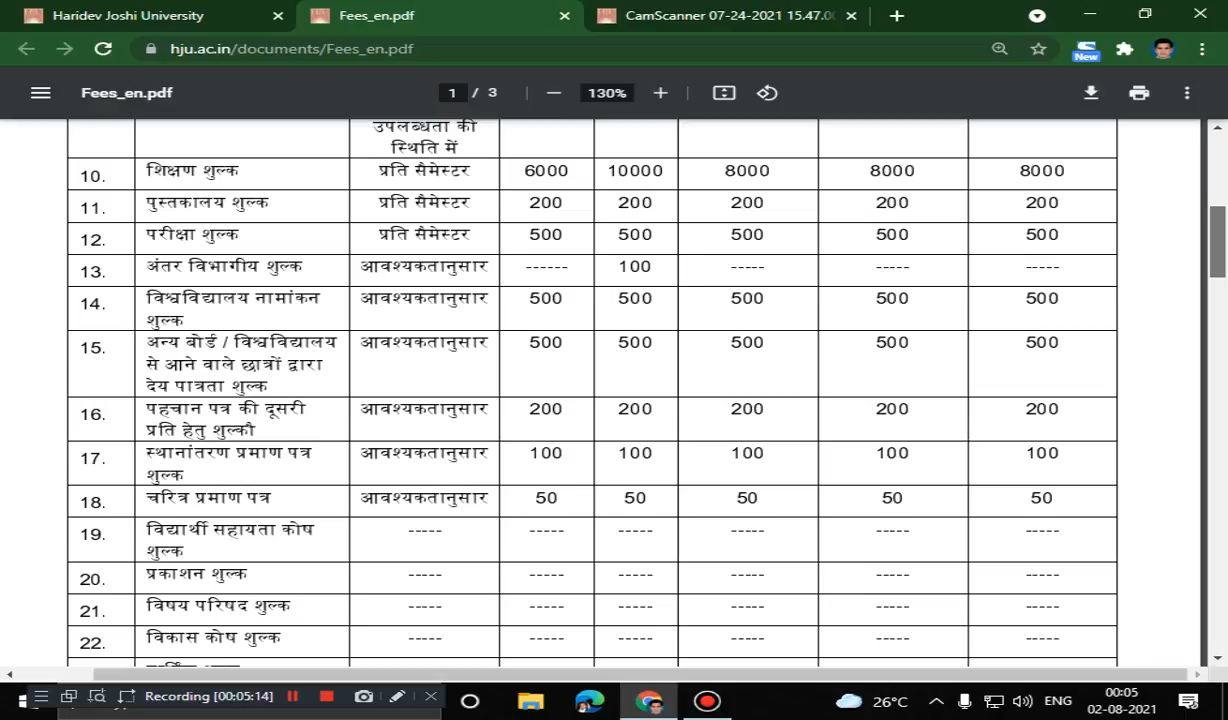 Haridev Joshi University
Fees_en.pdf
CamScanner 07-24-2021 15.47.0
hju.ac.in/documents/Fees_en.pdf
New
Fees_en.pdf
1 / 3
130%
उपलब्धता की
स्थिति में
10. शिक्षण शुल्क प्रति सैमेस्टर 6000 10000 8000 8000 8000
11. पुस्तकालय शुल्क प्रति सैमेस्टर 200 200 200 200 200
12. परीक्षा शुल्क प्रति सैमेस्टर 500 500 500 500 500
13. अंतर विभागीय शुल्क आवश्यकतानुसार ------ 100 ----- ----- -----
14. विश्वविद्यालय नामांकन आवश्यकतानुसार 500 500 500 500 500
शुल्क
15. अन्य बोर्ड / विश्वविद्यालय आवश्यकतानुसार 500 500 500 500 500
से आने वाले छात्रों द्वारा
देय पात्रता शुल्क
16. पहचान पत्र की दूसरी आवश्यकतानुसार 200 200 200 200 200
प्रति हेतु शुल्कौ
17. स्थानांतरण प्रमाण पत्र आवश्यकतानुसार 100 100 100 100 100
शुल्क
18. चरित्र प्रमाण पत्र आवश्यकतानुसार 50 50 50 50 50
19. विद्यार्थी सहायता कोष ----- ----- ----- ----- ----- -----
शुल्क
20. प्रकाशन शुल्क ----- ----- ----- ----- ----- -----
21. विषय परिषद शुल्क ----- ----- ----- ----- ----- -----
22. विकास कोष शुल्क ----- ----- ----- ----- ----- -----
Recording [00:05:14]
26°C
ENG
00:05
02-08-2021